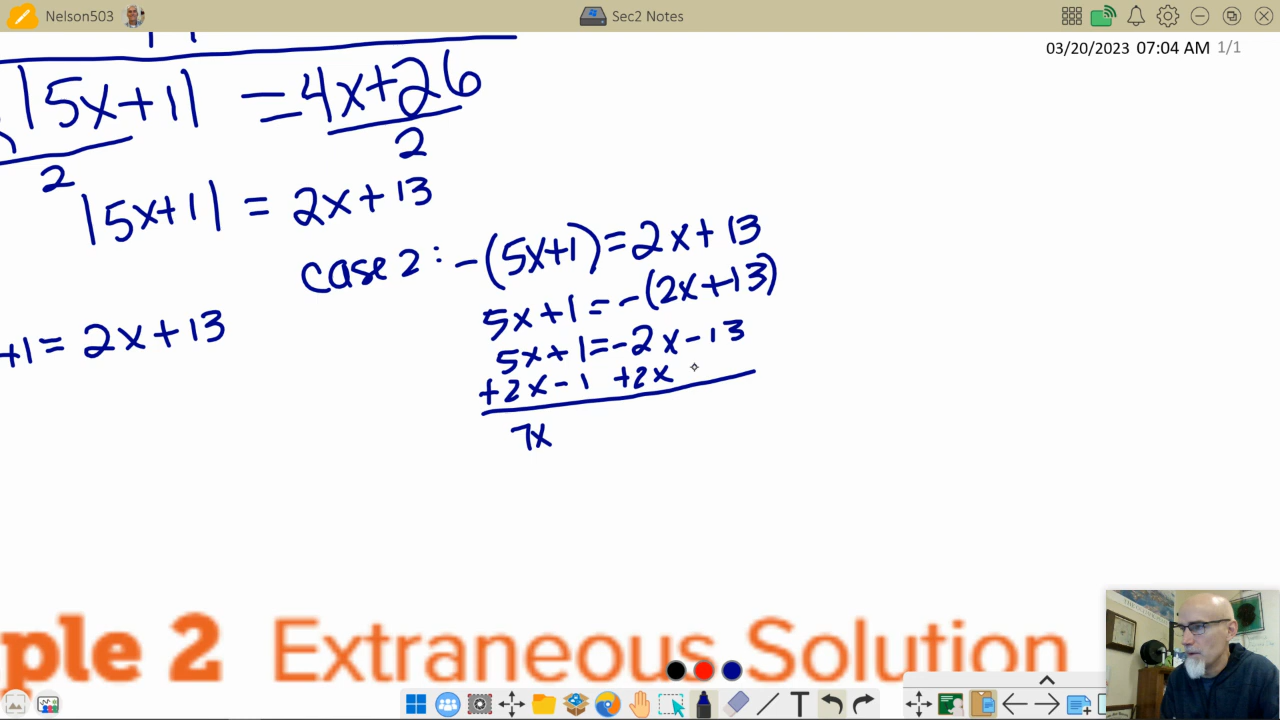 Nelson503
Sec2 Notes
03/20/2023 07:04 AM 1/1
|5x+1| = 4x+26
2 2
|5x+1| = 2x+13
case 2: -(5x+1)=2x+13
5x+1=-(2x+13)
+1= 2x+13
5x+1=-2x-13
+2x-1 +2x
7x
ple 2 Extraneous Solution
T